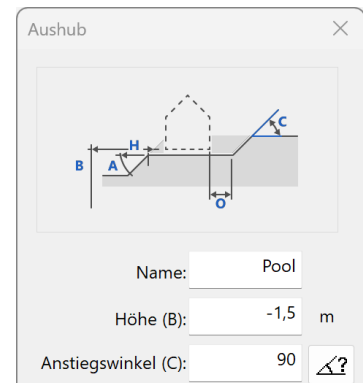 Aushub
C
H
B A
O
Name: Pool
Höhe (B): -1,5 m
Anstiegswinkel (C): 90 ?